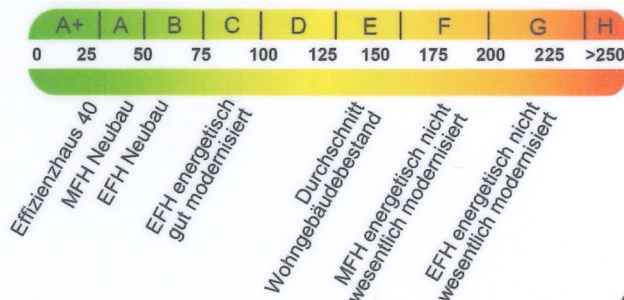 A+ A B C D E F G H
0 25 50 75 100 125 150 175 200 225 >250
Effizienzhaus 40
MFH Neubau
EFH Neubau
EFH energetisch
gut modernisiert
Durchschnitt
Wohngebäudebestand
MFH energetisch nicht
wesentlich modernisiert
EFH energetisch nicht
wesentlich modernisiert